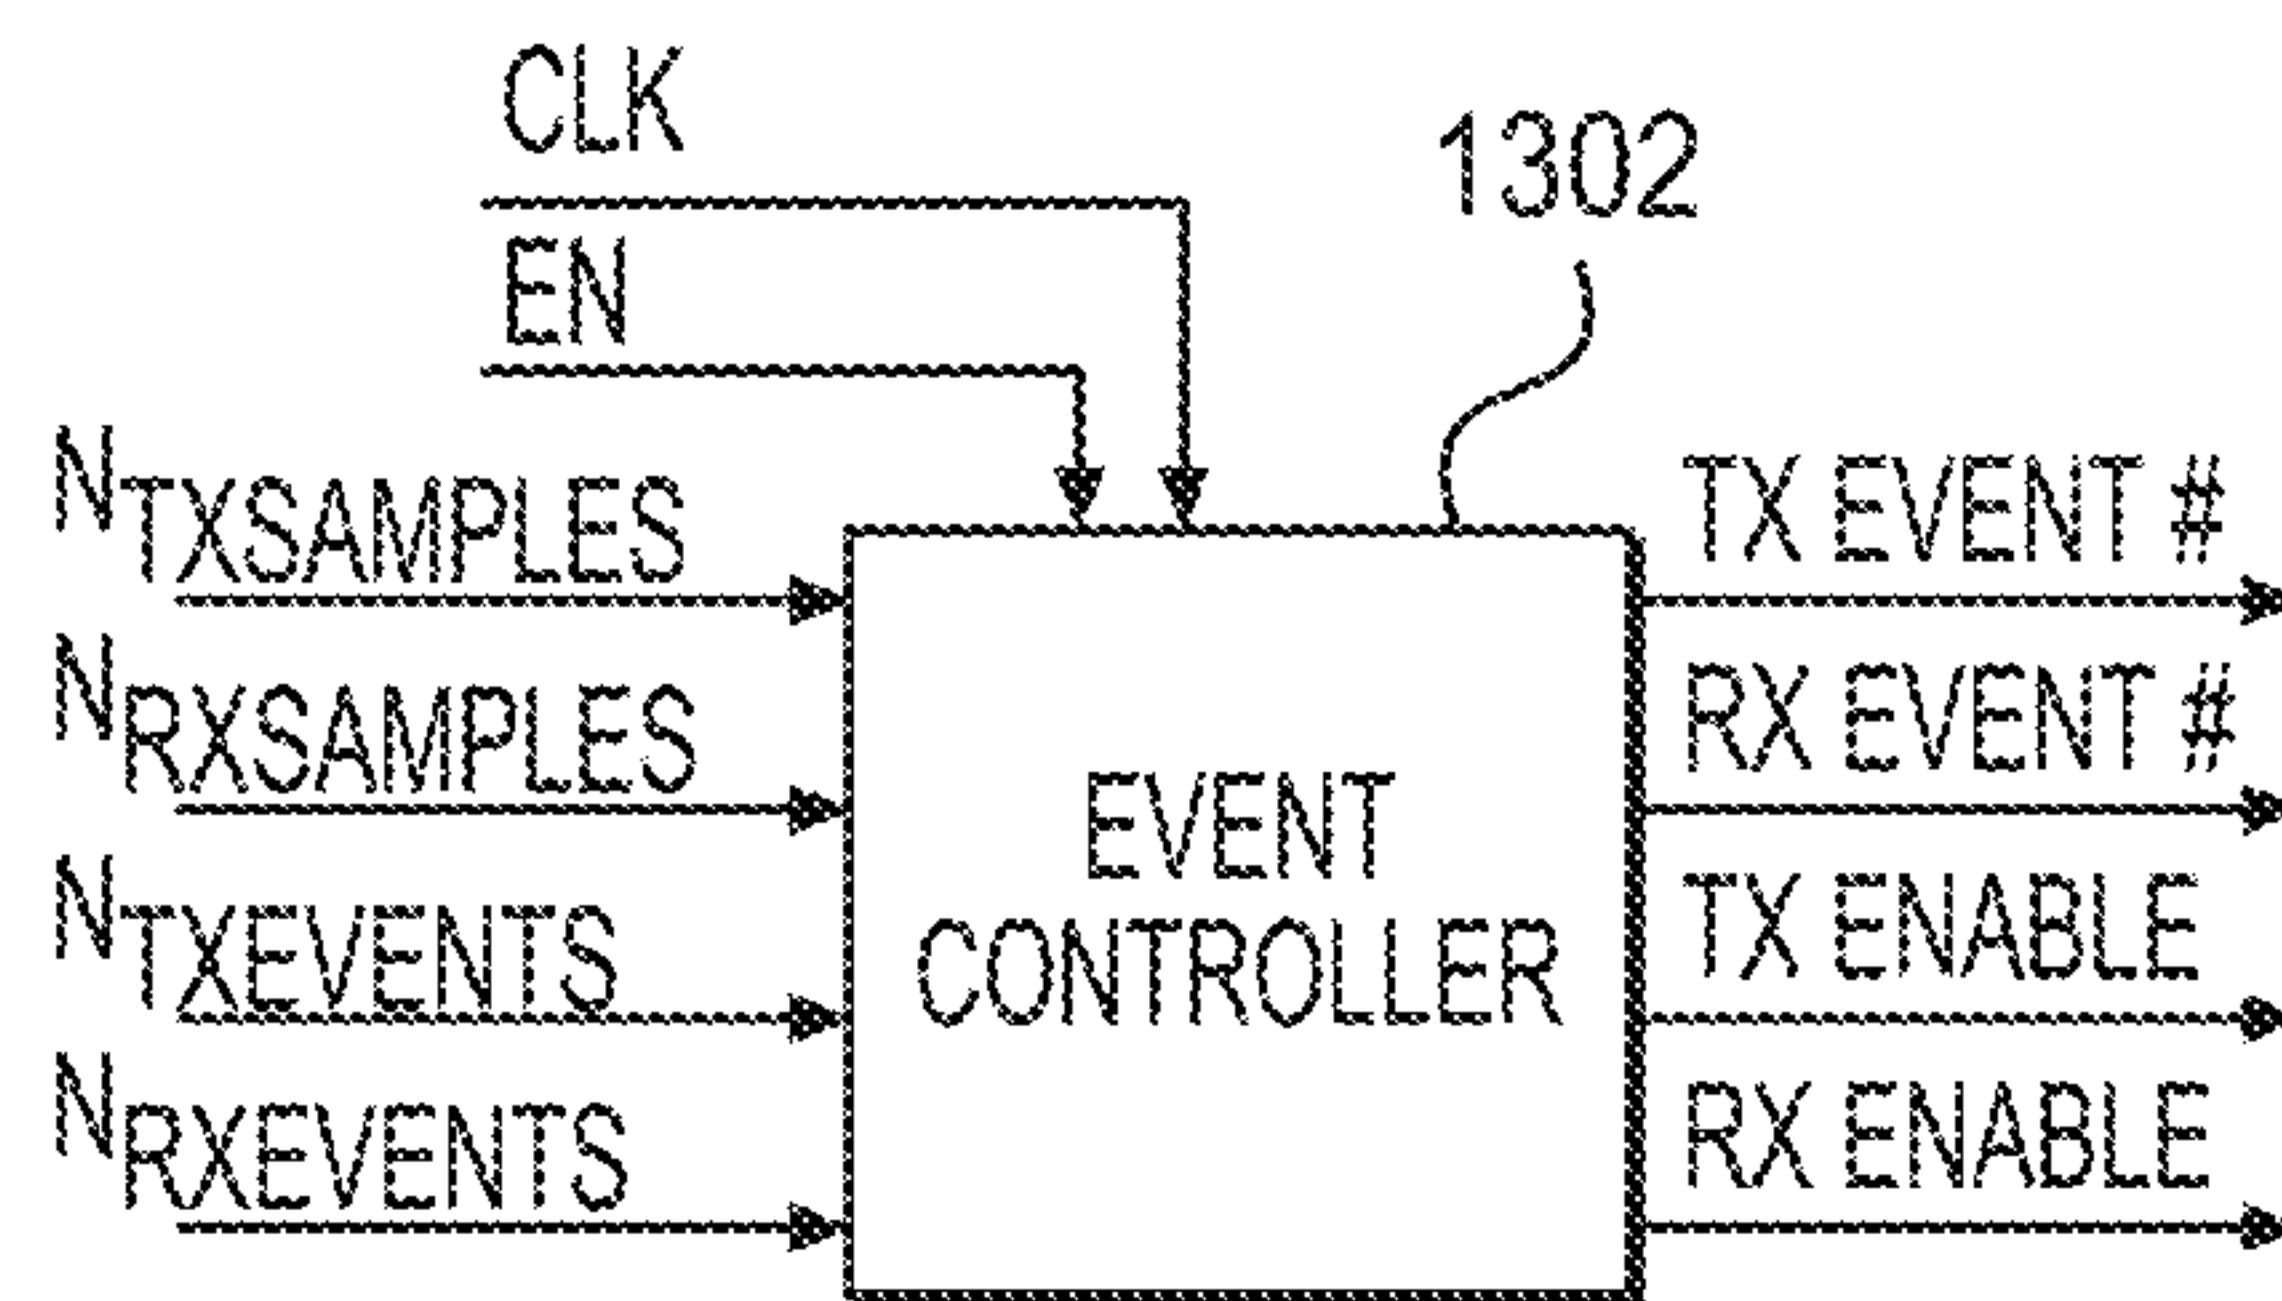 CLK
1302
EN
NTXSAMPLES
TX EVENT #
NRXSAMPLES
RX EVENT #
EVENT
CONTROLLER
NTXEVENTS
TX ENABLE
NRXEVENTS
RX ENABLE